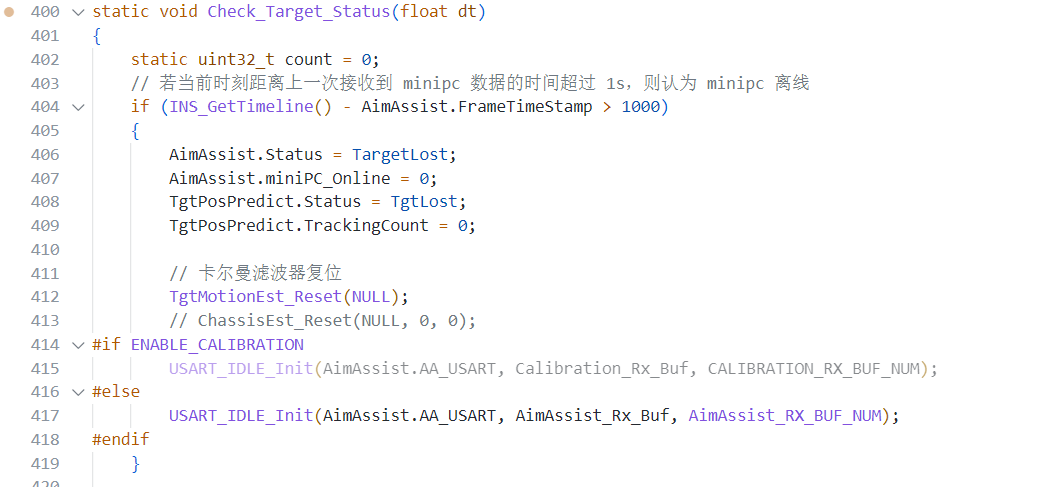 400 static void Check_Target_Status(float dt)
401 {
402 static uint32_t count = 0;
403 // 若当前时刻距离上一次接收到 minipc 数据的时间超过 1s，则认为 minipc 离线
404 if (INS_GetTimeline() - AimAssist.FrameTimeStamp > 1000)
405 {
406 AimAssist.Status = TargetLost;
407 AimAssist.miniPC_Online = 0;
408 TgtPosPredict.Status = TgtLost;
409 TgtPosPredict.TrackingCount = 0;
410
411 // 卡尔曼滤波器复位
412 TgtMotionEst_Reset(NULL);
413 // ChassisEst_Reset(NULL, 0, 0);
414 #if ENABLE_CALIBRATION
415 USART_IDLE_Init(AimAssist.AA_USART, Calibration_Rx_Buf, CALIBRATION_RX_BUF_NUM);
416 #else
417 USART_IDLE_Init(AimAssist.AA_USART, AimAssist_Rx_Buf, AimAssist_RX_BUF_NUM);
418 #endif
419 }